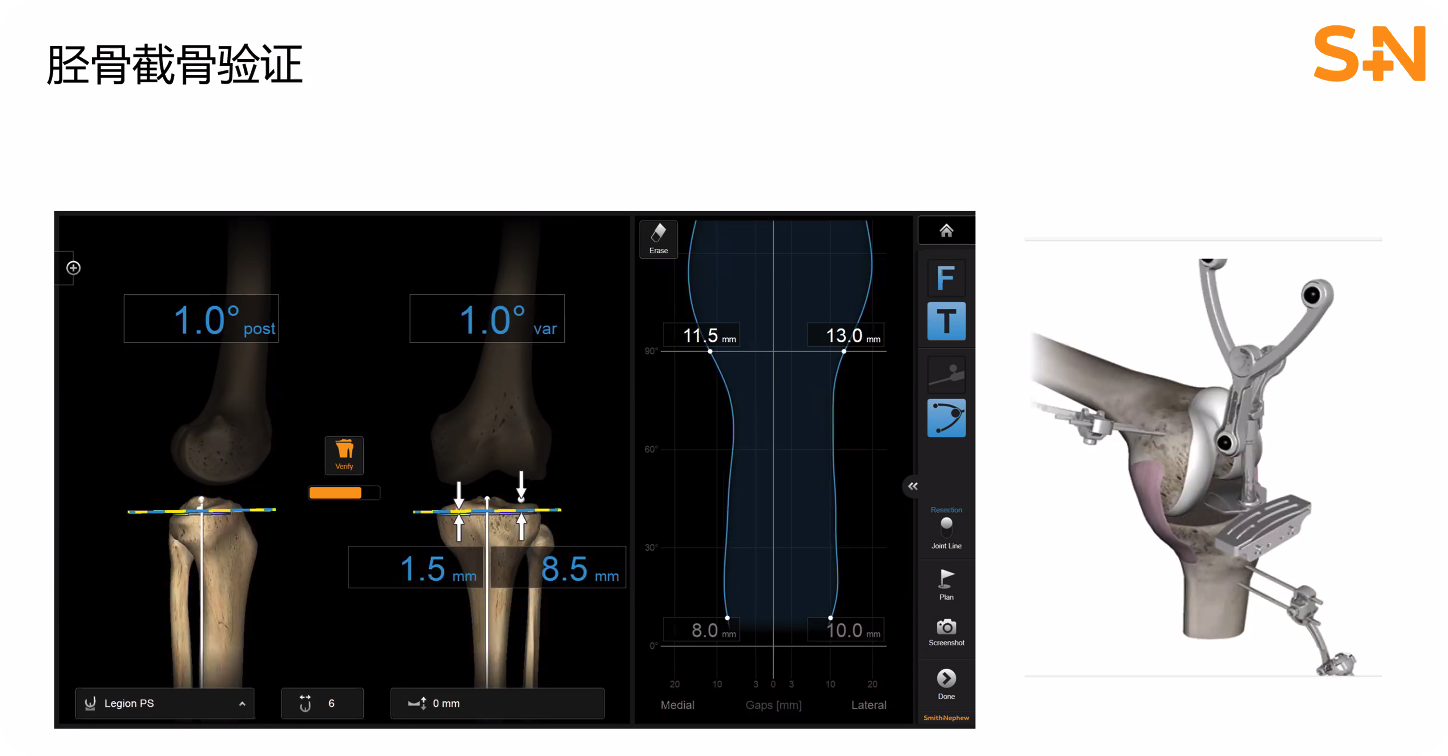 胫骨截骨验证
S+N
Erase
1.0° post
1.0° var
11.5 mm
13.0 mm
F
T
90°
Verify
60°
1.5 mm
8.5 mm
Resection
Joint Line
30°
Plan
8.0 mm
10.0 mm
Screenshot
0°
20 10 3 0 3 10 20
Done
Legion PS
6
0 mm
Medial
Gaps [mm]
Lateral
Smith+Nephew